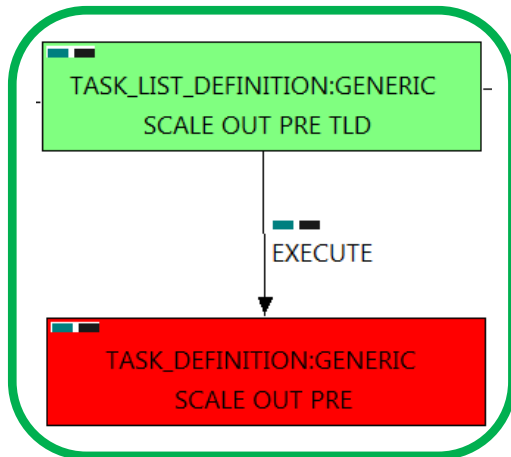 TASK_LIST_DEFINITION:GENERIC
SCALE OUT PRE TLD
EXECUTE
TASK_DEFINITION:GENERIC
SCALE OUT PRE